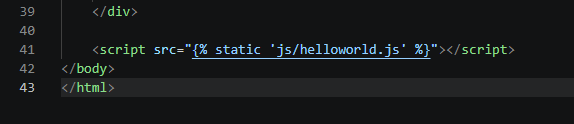 39 </div>
40
41 <script src="{% static 'js/helloworld.js' %}"></script>
42 </body>
43 </html>